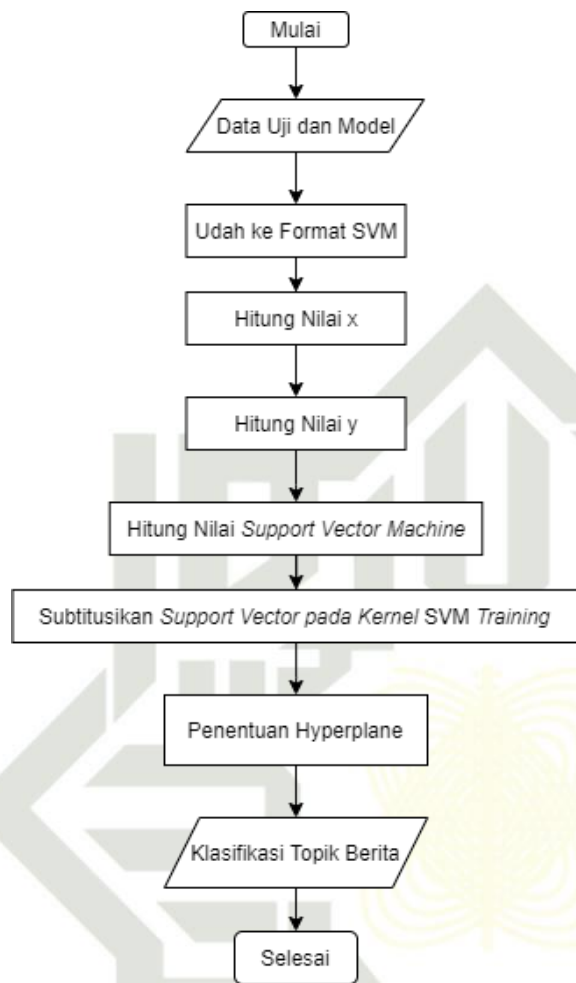 Mulai
Data Uji dan Model
Udah ke Format SVM
Hitung Nilai x
Hitung Nilai y
Hitung Nilai Support Vector Machine
Subtitusikan Support Vector pada Kernel SVM Training
Penentuan Hyperplane
Klasifikasi Topik Berita
Selesai